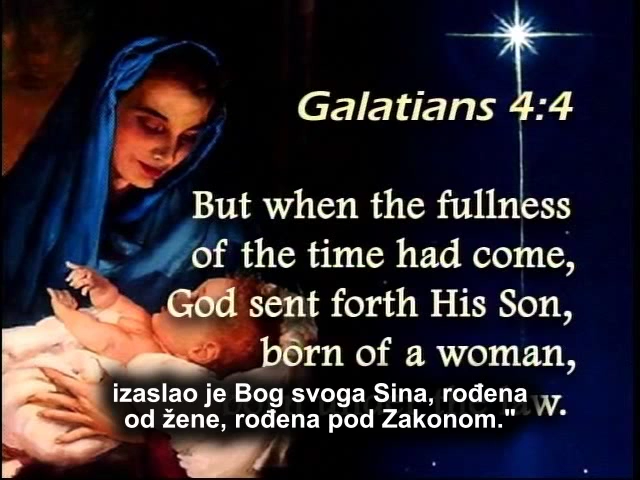 Galatians 4:4
But when the fullness
of the time had come,
God sent forth His Son,
born of a woman,
izaslao je Bog svoga Sina, rođena
od žene, rođena pod Zakonom."